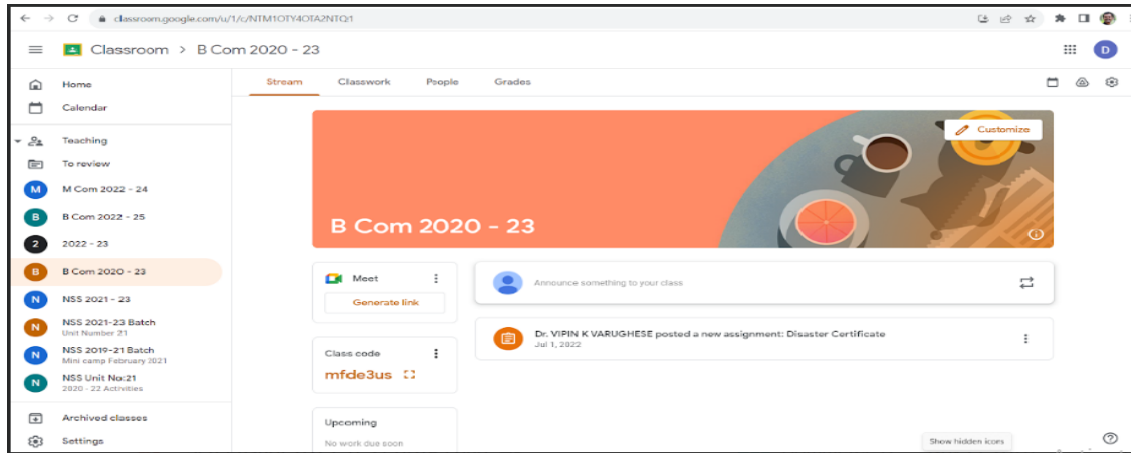 classroom.google.com/u/1/c/NTM1OTY4OTA2NTQ1
Classroom > B Com 2020 - 23
D
Home
Calendar
Teaching
To review
M M Com 2022 - 24
B B Com 2022 - 25
2 2022 - 23
B B Com 2020 - 23
N NSS 2021 - 23
N NSS 2021-23 Batch
Unit Number 21
N NSS 2019-21 Batch
Mini camp February 2021
N NSS Unit No:21
2020 - 22 Activities
Archived classes
Settings
Stream Classwork People Grades
Customize
B Com 2020 - 23
Meet
Generate link
Class code
mfde3us
Upcoming
No work due soon
Announce something to your class
Dr. VIPIN K VARUGHESE posted a new assignment: Disaster Certificate
Jul 1, 2022
Show hidden icons